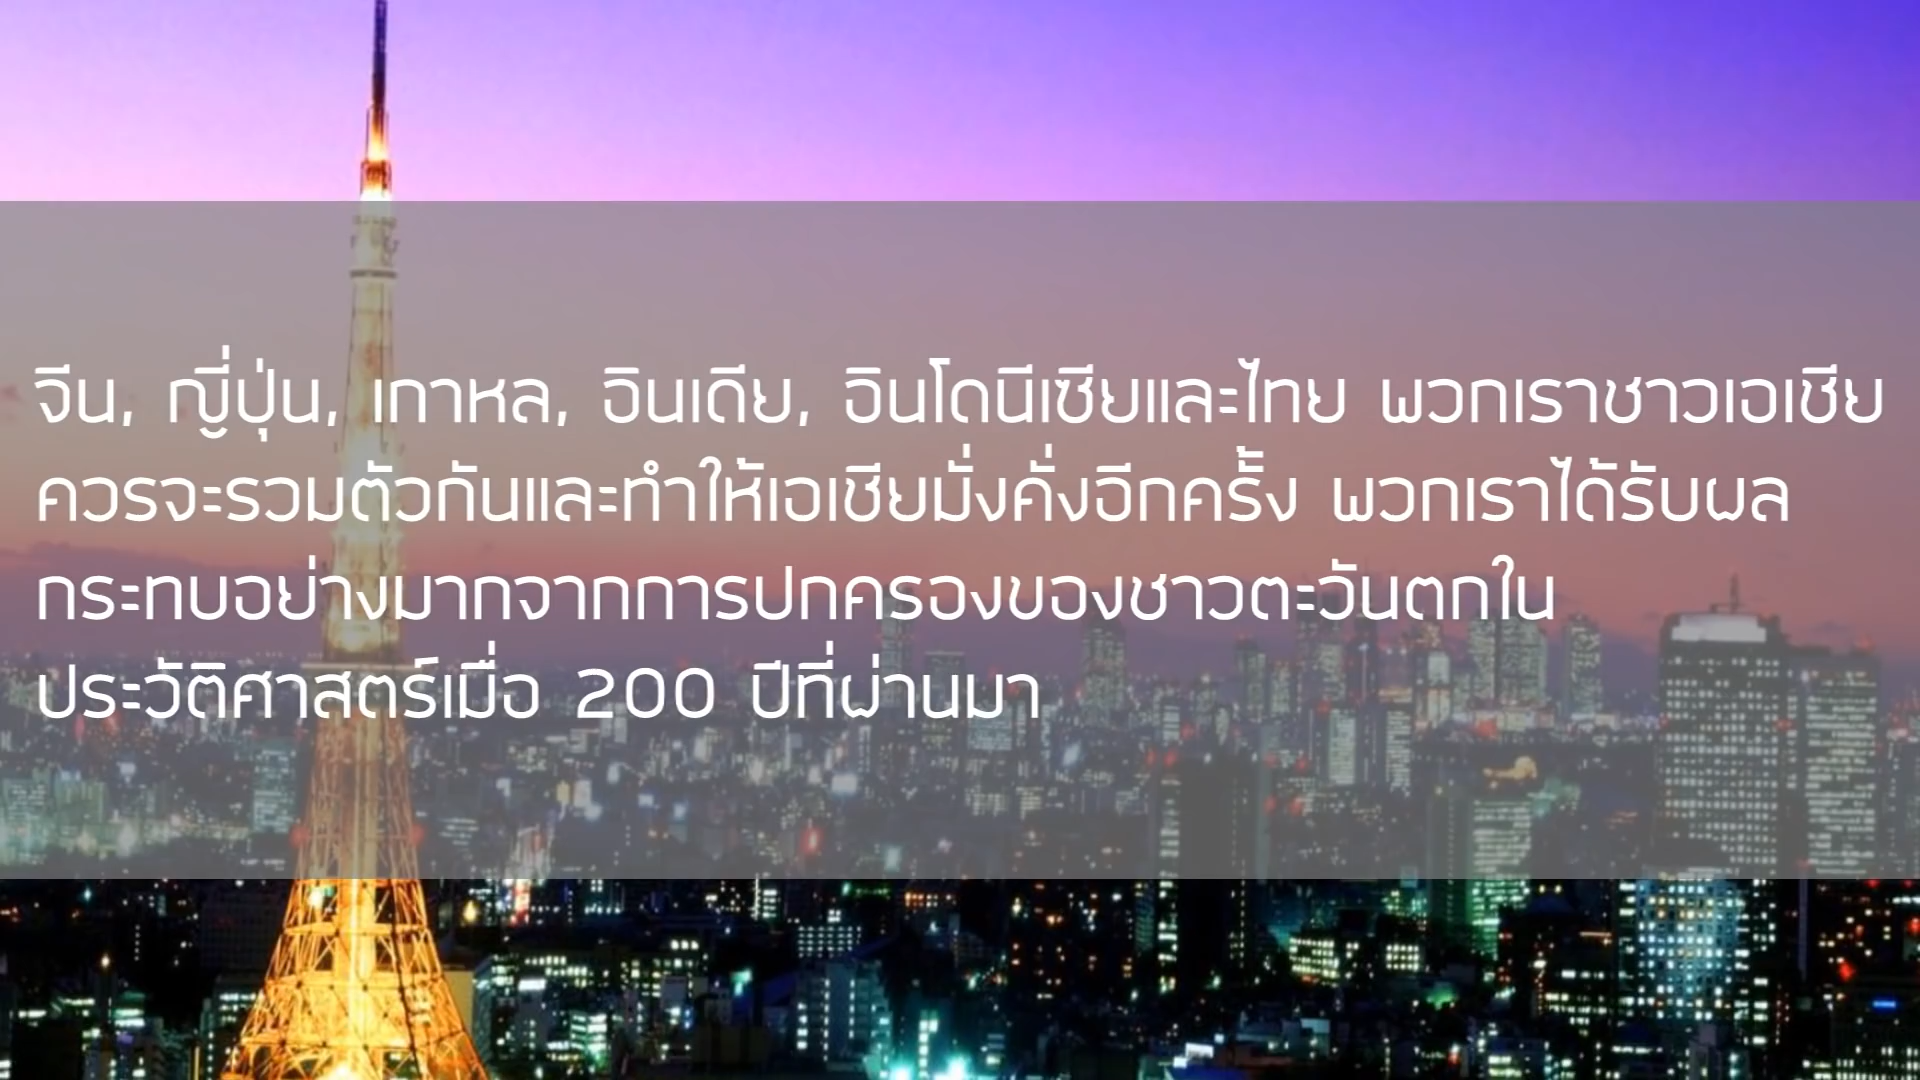 จีน, ญี่ปุ่น, เกาหล, อินเดีย, อินโดนีเซียและไทย พวกเราชาวเอเชีย
ควรจะรวมตัวกันและทำให้เอเชียมั่งคั่งอีกครั้ง พวกเราได้รับผล
กระทบอย่างมากจากการปกครองของชาวตะวันตกใน
ประวัติศาสตร์เมื่อ 200 ปีที่ผ่านมา